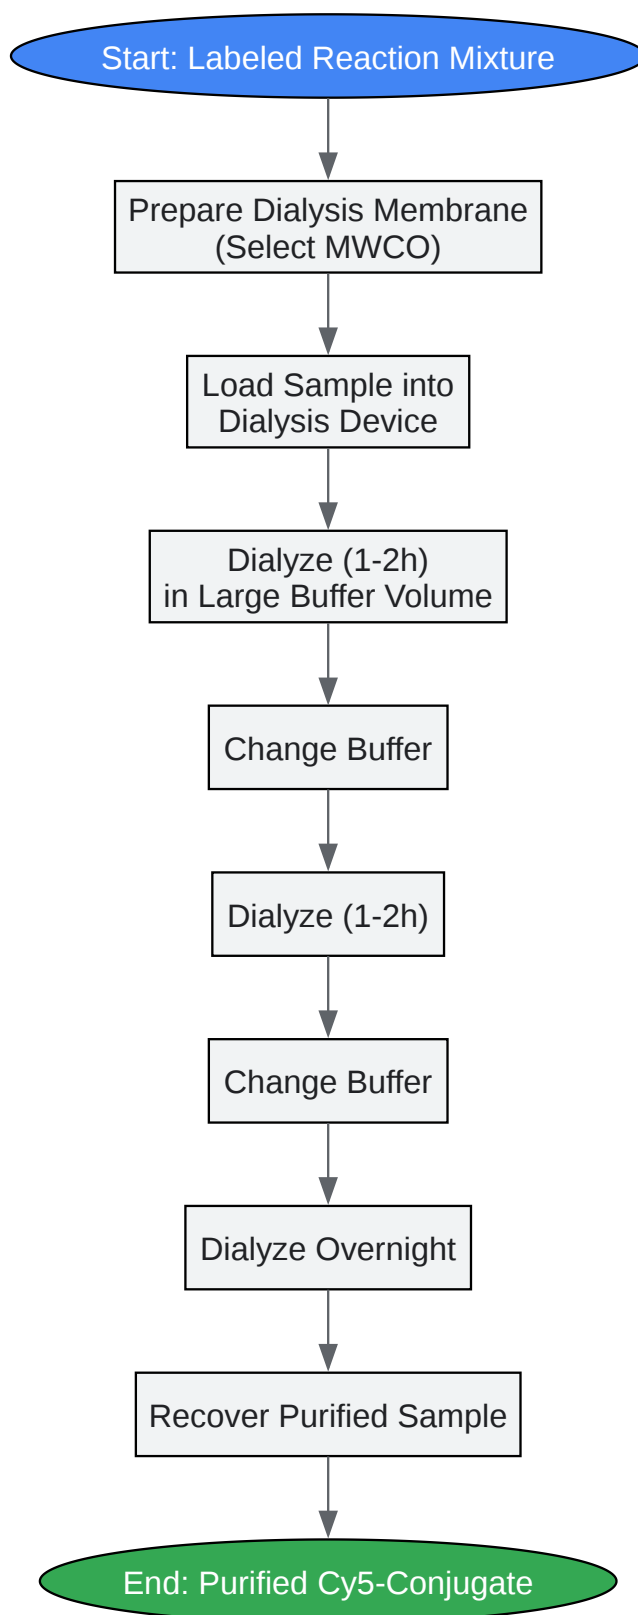 Start: Labeled Reaction Mixture
Prepare Dialysis Membrane
(Select MWCO)
Load Sample into
Dialysis Device
Dialyze (1-2h)
in Large Buffer Volume
Change Buffer
Dialyze (1-2h)
Change Buffer
Dialyze Overnight
Recover Purified Sample
End: Purified Cy5-Conjugate